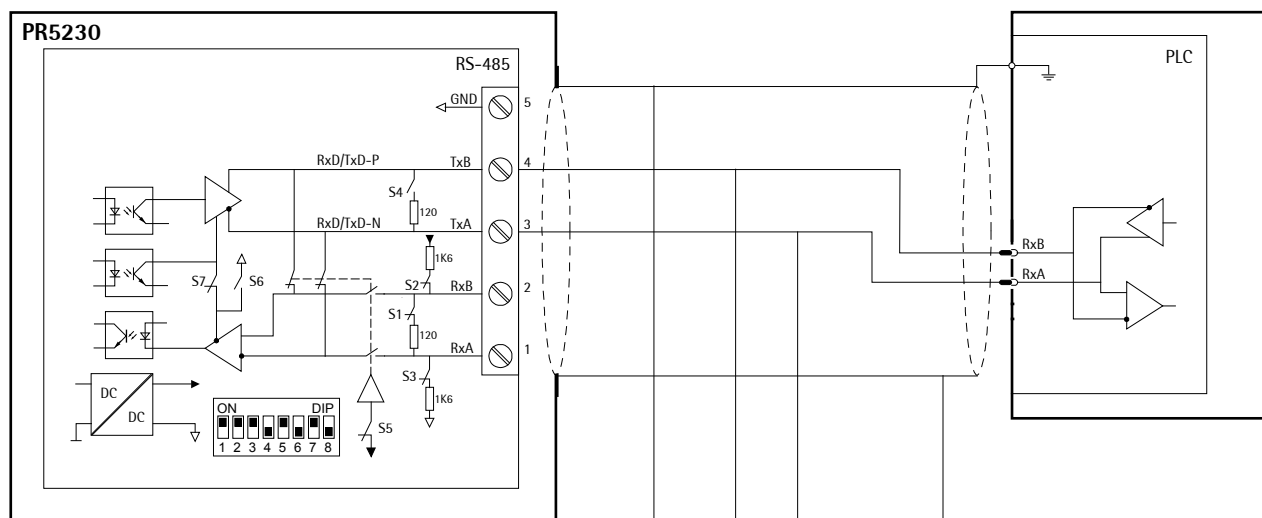 PR5230
RS-485
PLC
GND
5
RxD/TxD-P
TxB
4
S4
120
RxD/TxD-N
TxA
3
1K6
RxB
RxA
S7
S6
S2
RxB
2
S1
120
RxA
1
S3
1K6
DC
DC
ON DIP
1 2 3 4 5 6 7 8
S5